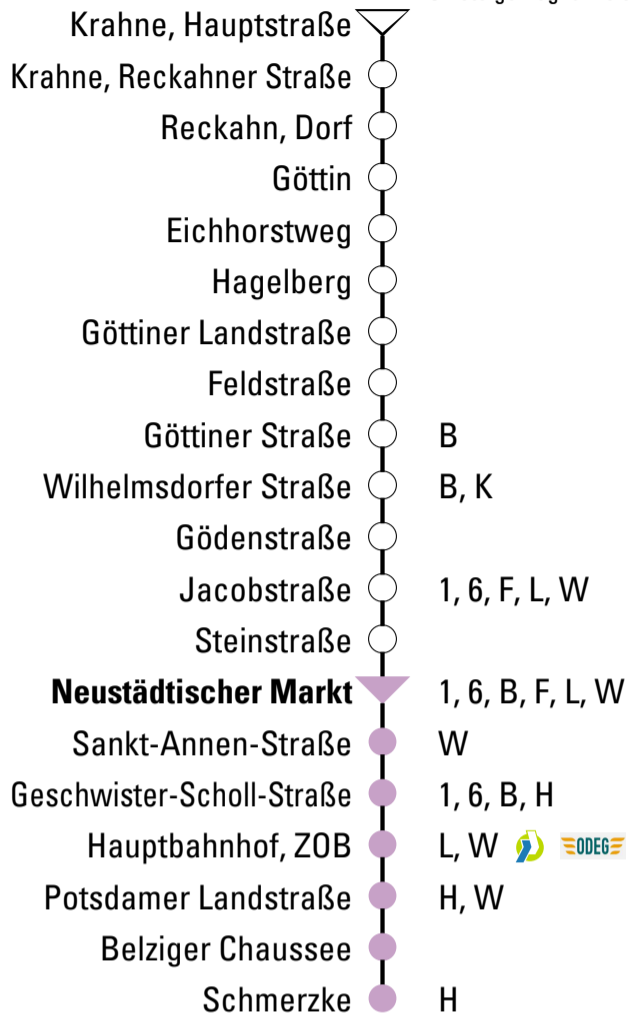 Krahne, Hauptstraße
Krahne, Reckahner Straße
Reckahn, Dorf
Göttin
Eichhorstweg
Hagelberg
Göttiner Landstraße
Feldstraße
Göttiner Straße B
Wilhelmsdorfer Straße B, K
Gödenstraße
Jacobstraße 1, 6, F, L, W
Steinstraße
Neustädtischer Markt 1, 6, B, F, L, W
Sankt-Annen-Straße W
Geschwister-Scholl-Straße 1, 6, B, H
Hauptbahnhof, ZOB L, W ODEG
Potsdamer Landstraße H, W
Belziger Chaussee
Schmerzke H